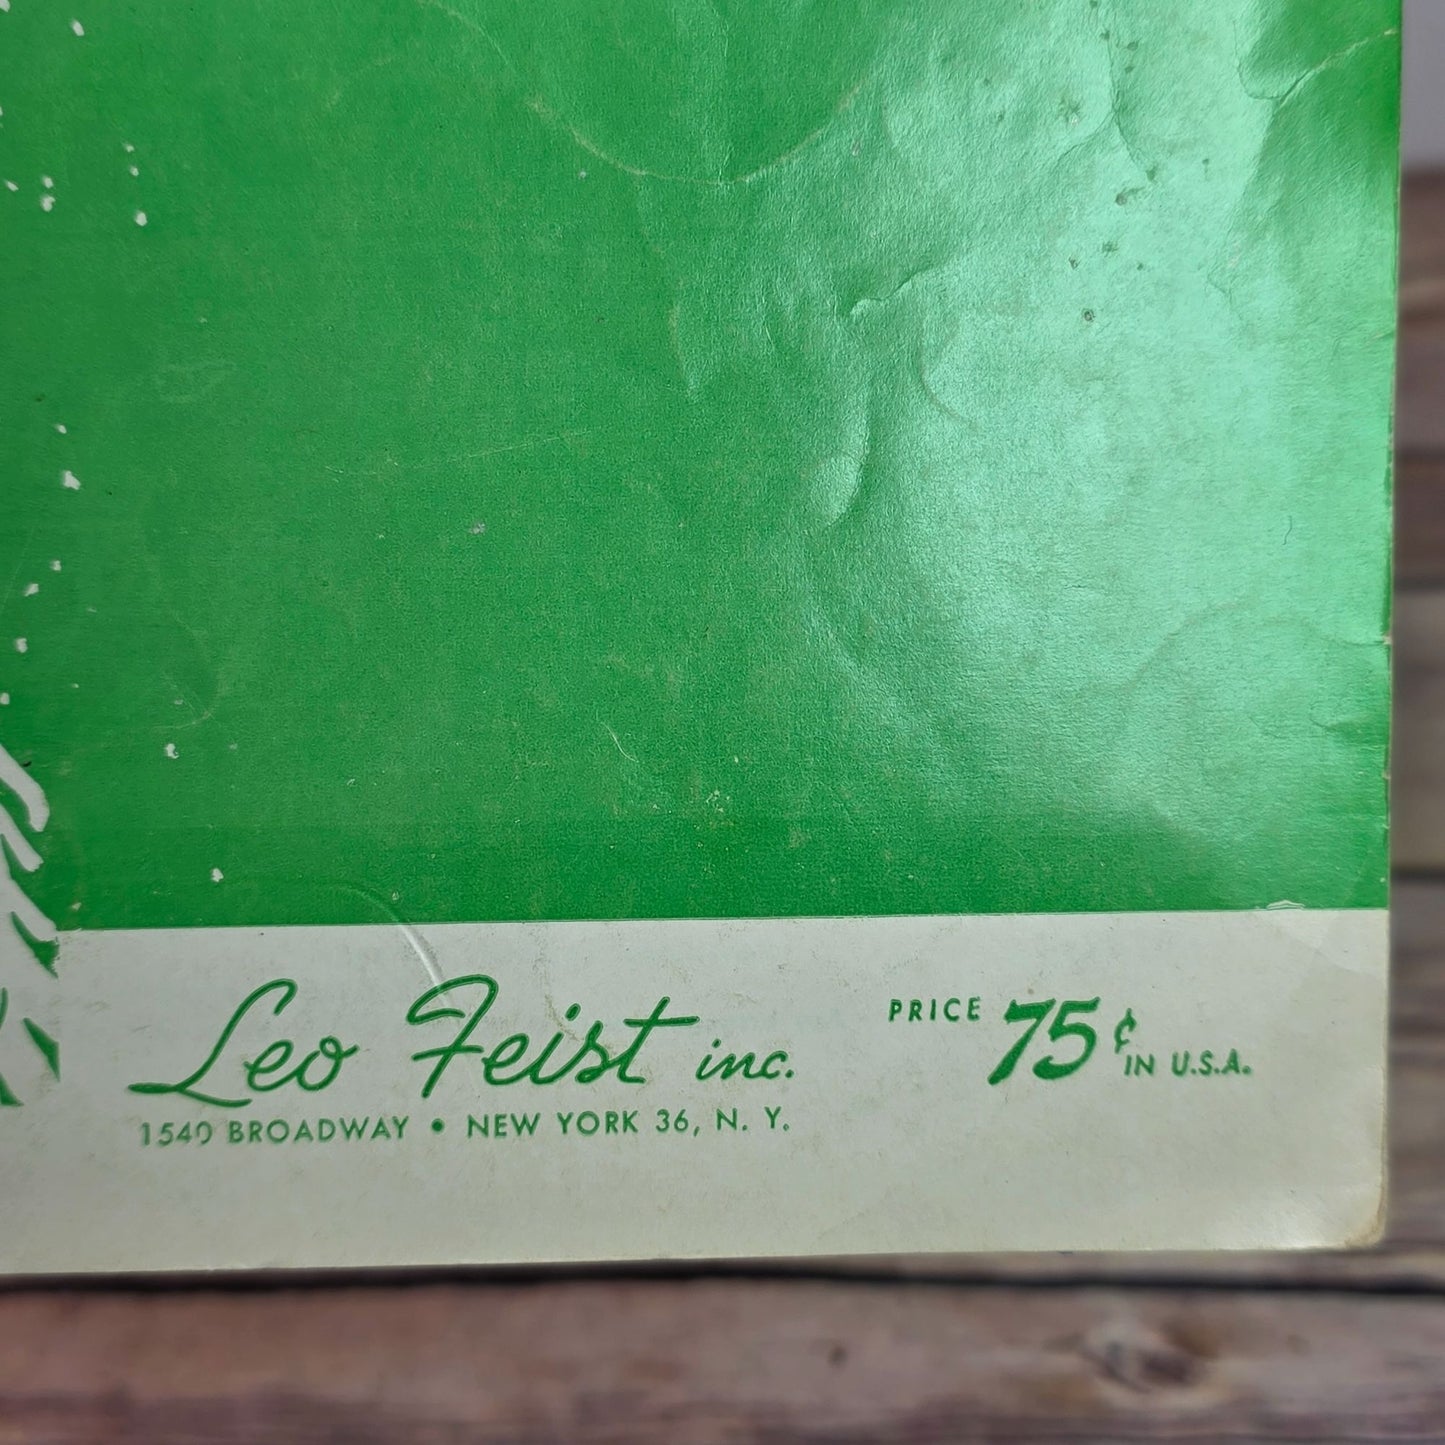 Leo Feist inc.
1540 BROADWAY • NEW YORK 36, N. Y.
PRICE 75¢ IN U.S.A.